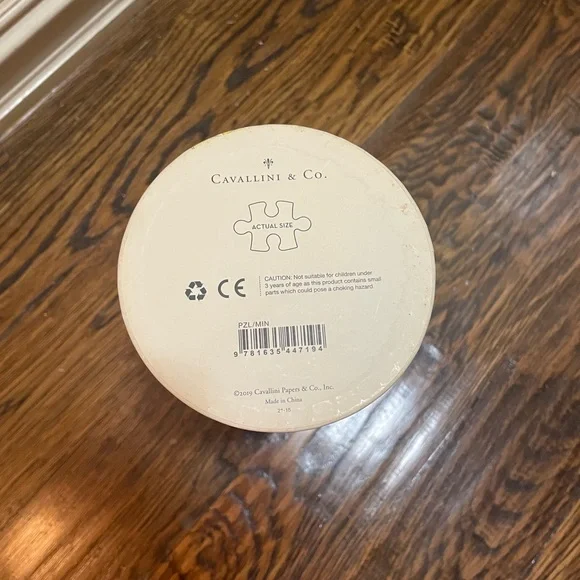 CAVALLINI & CO.
ACTUAL SIZE
CAUTION: Not suitable for children under
3 years of age as this product contains small
parts which could pose a choking hazard.
CE
PZL/MIN
9 781635 447194
©2019 Cavallini Papers & Co., Inc.
Made in China